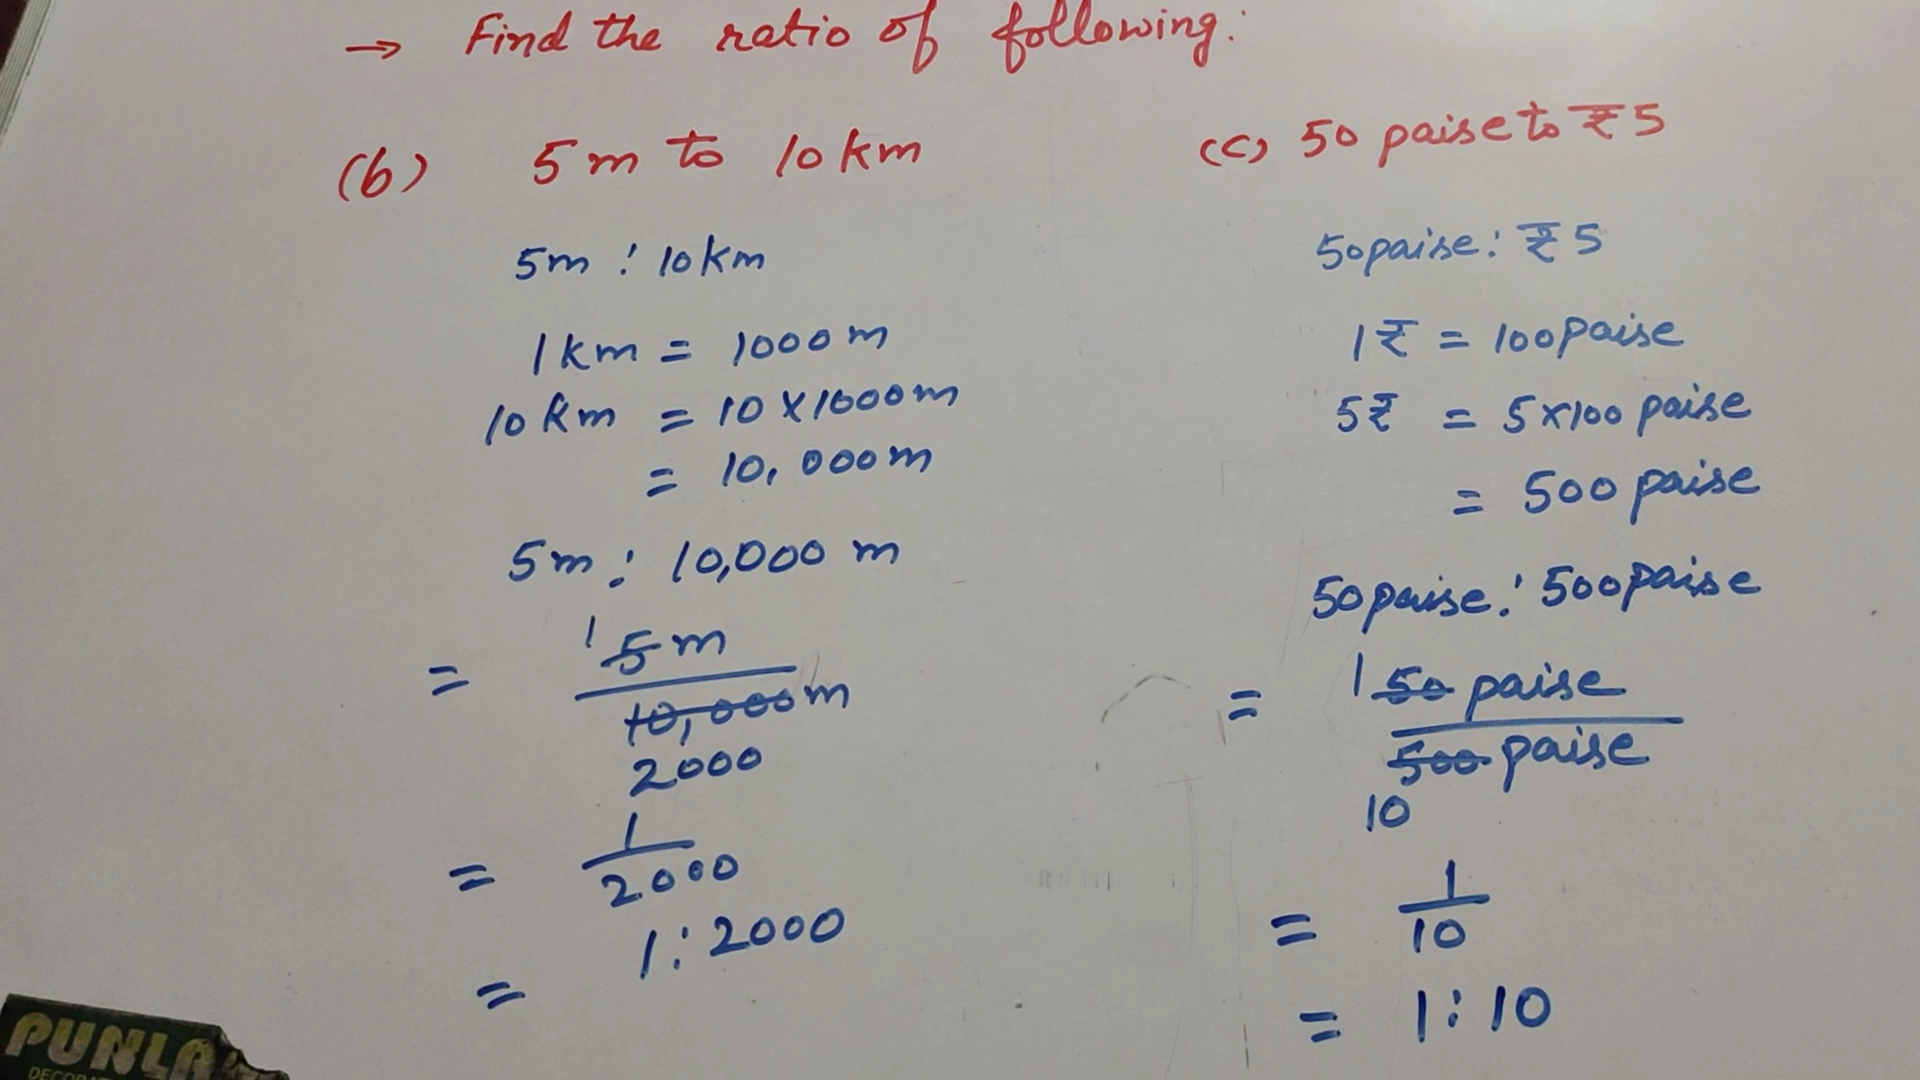 → Find the ratio of following:
(b) 5m to 10km
5m : 10km
1km = 1000m
10km = 10×1000m
= 10,000m
5m : 10,000 m
= 1 5m
10,000m
2000
= 1
2000
= 1:2000
(c) 50 paise to ₹5
50paise: ₹5
1₹ = 100paise
5₹ = 5×100 paise
= 500 paise
50paise: 500paise
= 1 50 paise
500 paise
10
= 1
10
= 1:10
PUNLA